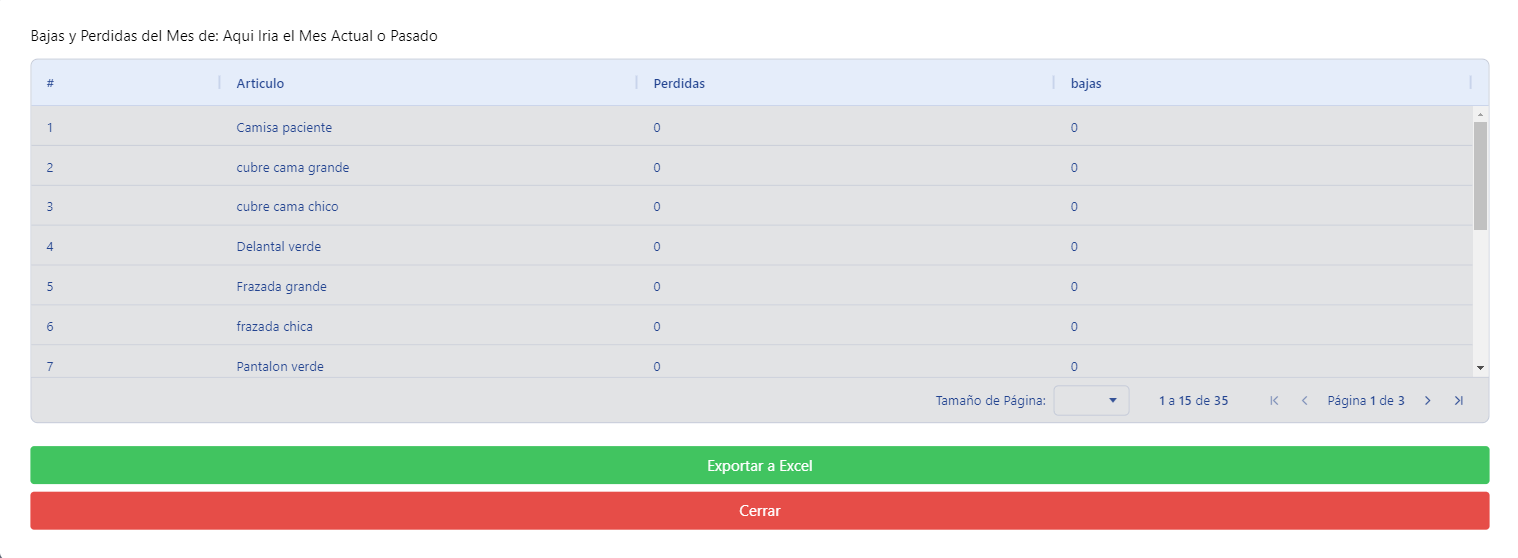 Bajas y Perdidas del Mes de: Aqui Iria el Mes Actual o Pasado
# Articulo Perdidas bajas
1 Camisa paciente 0 0
2 cubre cama grande 0 0
3 cubre cama chico 0 0
4 Delantal verde 0 0
5 Frazada grande 0 0
6 frazada chica 0 0
7 Pantalon verde 0 0
Tamaño de Página: 1 a 15 de 35 Página 1 de 3
Exportar a Excel
Cerrar